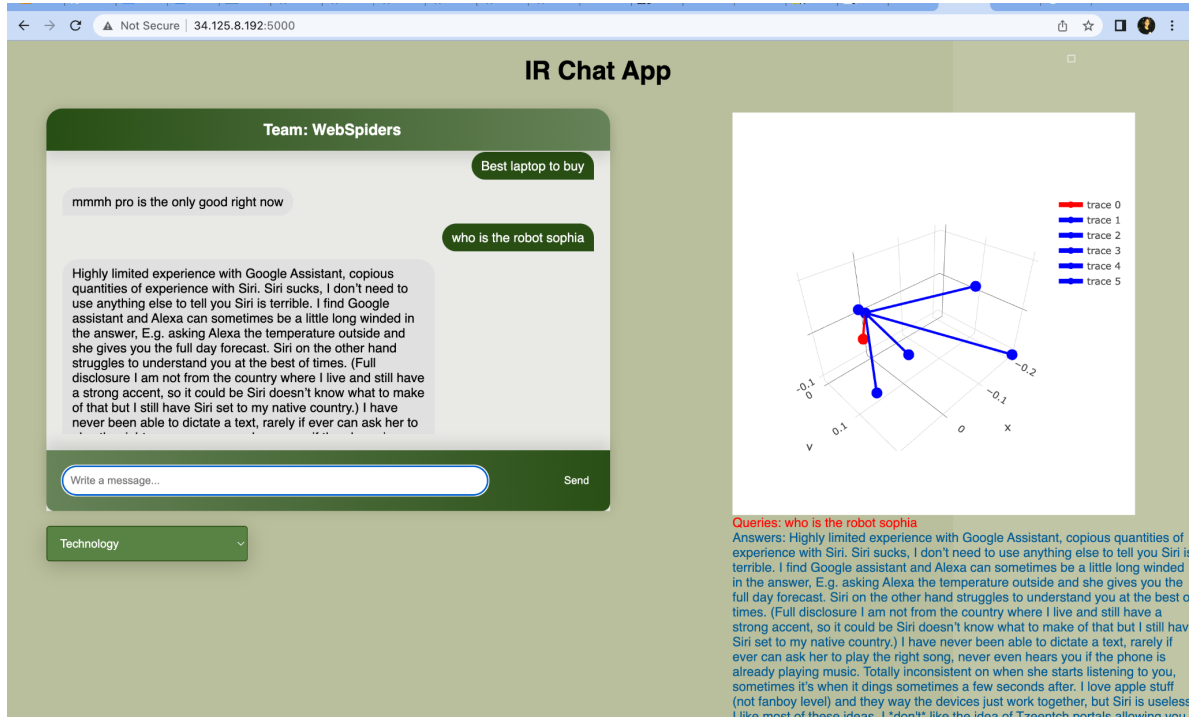 Not Secure | 34.125.8.192:5000
IR Chat App
Team: WebSpiders
Best laptop to buy
mmmh pro is the only good right now
who is the robot sophia
Highly limited experience with Google Assistant, copious
quantities of experience with Siri. Siri sucks, I don't need to
use anything else to tell you Siri is terrible. I find Google
assistant and Alexa can sometimes be a little long winded in
the answer, E.g. asking Alexa the temperature outside and
she gives you the full day forecast. Siri on the other hand
struggles to understand you at the best of times. (Full
disclosure I am not from the country where I live and still have
a strong accent, so it could be Siri doesn't know what to make
of that but I still have Siri set to my native country.) I have
never been able to dictate a text, rarely if ever can ask her to
Write a message...
Send
Technology
trace 0
trace 1
trace 2
trace 3
trace 4
trace 5
-0.1
0
0.1
y
-0.2
-0.1
0
x
Queries: who is the robot sophia
Answers: Highly limited experience with Google Assistant, copious quantities of
experience with Siri. Siri sucks, I don't need to use anything else to tell you Siri is
terrible. I find Google assistant and Alexa can sometimes be a little long winded
in the answer, E.g. asking Alexa the temperature outside and she gives you the
full day forecast. Siri on the other hand struggles to understand you at the best of
times. (Full disclosure I am not from the country where I live and still have a
strong accent, so it could be Siri doesn't know what to make of that but I still hav
Siri set to my native country.) I have never been able to dictate a text, rarely if
ever can ask her to play the right song, never even hears you if the phone is
already playing music. Totally inconsistent on when she starts listening to you,
sometimes it's when it dings sometimes a few seconds after. I love apple stuff
(not fanboy level) and they way the devices just work together, but Siri is useless
I like most of these ideas. I *don't* like the idea of Tzeentch portals allowing you